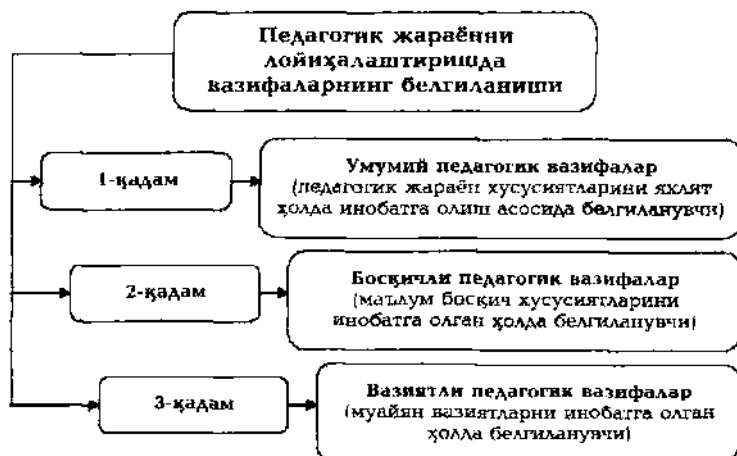 Педагогик жараённи
лойиҳалаштиришда
вазифаларнинг белгиланиши
1-қадам
Умумий педагогик вазифалар
(педагогик жараён хусусиятларини яхлит
ҳолда инобатга олиш асосида белгиланувчи)
2-қадам
Босқичли педагогик вазифалар
(маълум босқич хусусиятларини
инобатга олган ҳолда белгиланувчи)
3-қадам
Вазиятли педагогик вазифалар
(муайян вазиятларни инобатга олган
ҳолда белгиланувчи)